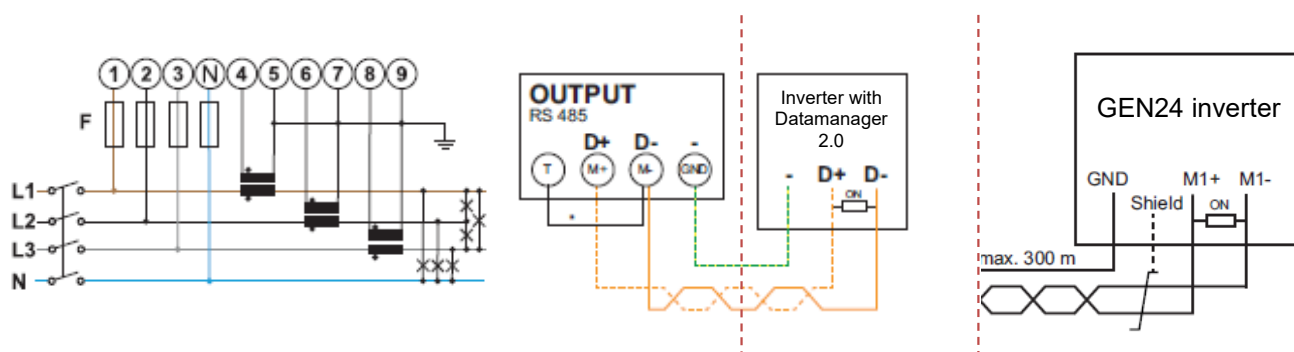 1 2 3 N 4 5 6 7 8 9
F
L1
L2
L3
N
OUTPUT
RS 485
D+ D- -
T M+ M- GND
*
Inverter with
Datamanager
2.0
- D+ D-
ON
GEN24 inverter
GND M1+ M1-
Shield ON
max. 300 m